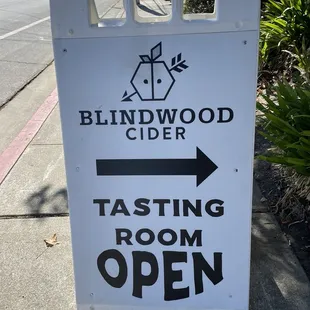 BLINDWOOD
CIDER
TASTING
ROOM
OPEN